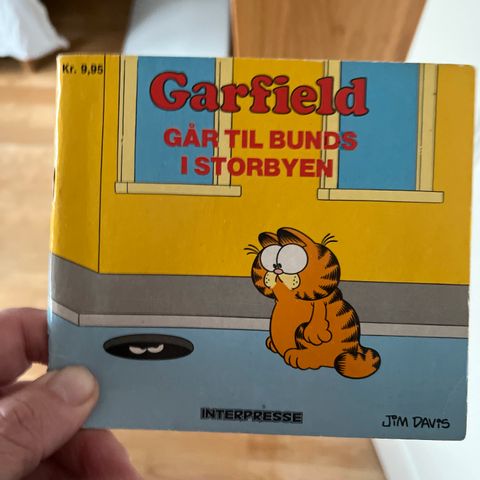 Kr. 9,95
Garfield
GÅR TIL BUNDS
I STORBYEN
INTERPRESSE
JIM DAVIS